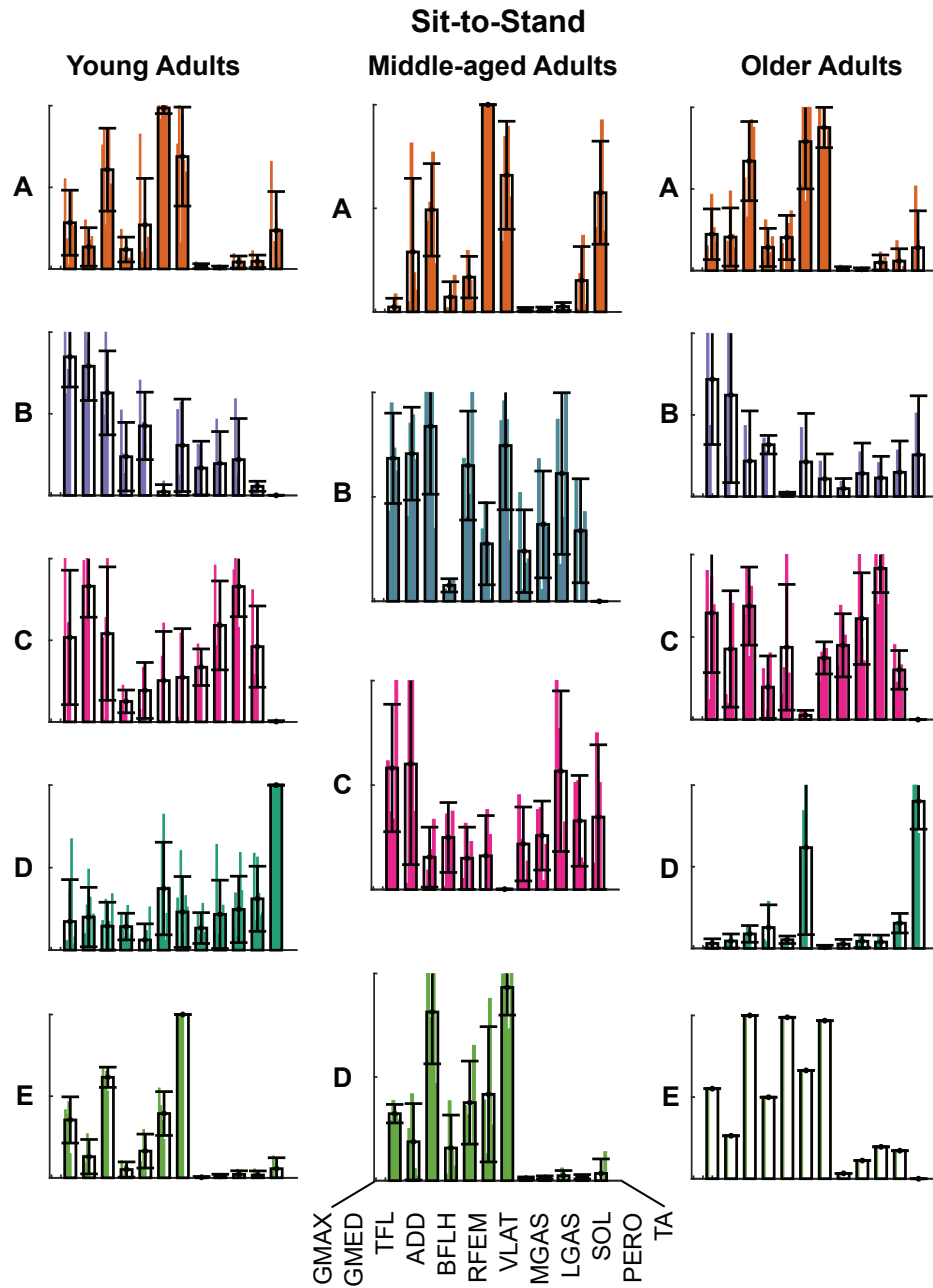 Sit-to-Stand
Young Adults
Middle-aged Adults
Older Adults
A
A
A
B
B
B
C
C
C
D
D
D
E
E
GMAX
GMED
TFL
ADD
BFLH
RFEM
VLAT
MGAS
LGAS
SOL
PERO
TA